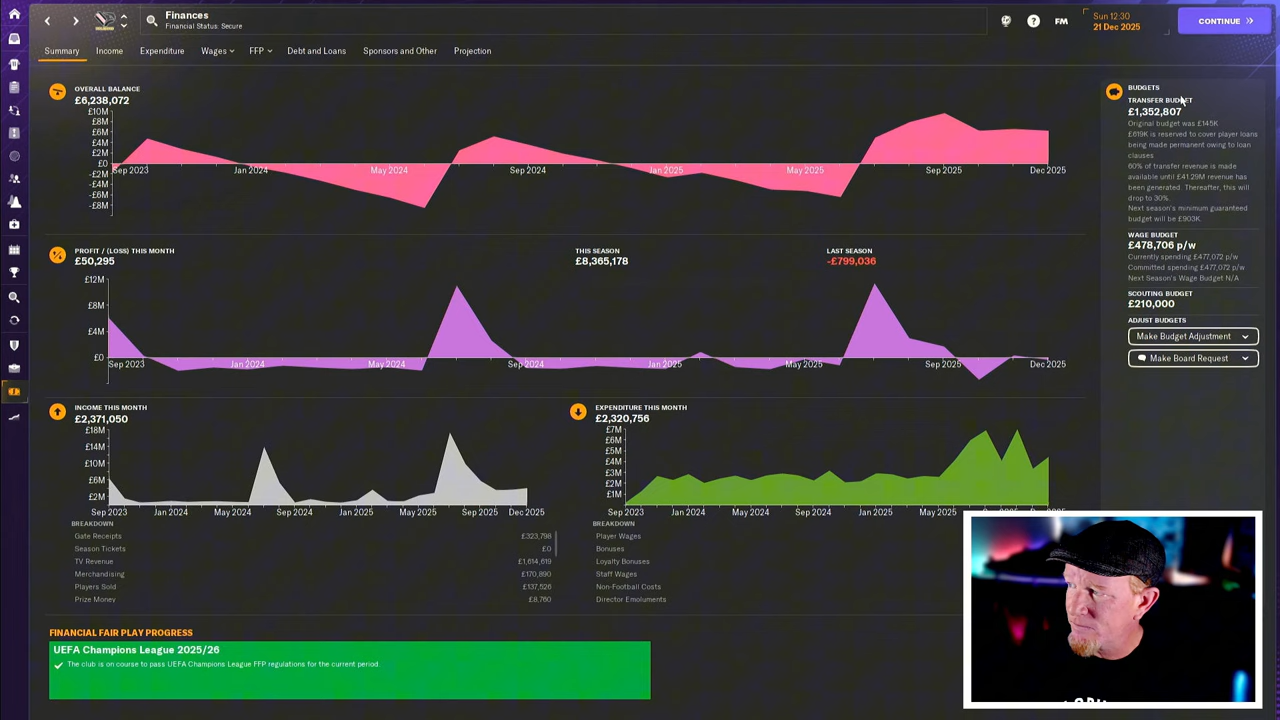 Finances
Financial Status: Secure
FM
Sun 12:30
21 Dec 2025
CONTINUE
Summary
Income
Expenditure
Wages
FFP
Debt and Loans
Sponsors and Other
Projection
OVERALL BALANCE
£6,238,072
£10M
£8M
£6M
£4M
£2M
£0
-£2M
-£4M
-£6M
-£8M
Sep 2023
Jan 2024
May 2024
Sep 2024
Jan 2025
May 2025
Sep 2025
Dec 2025
PROFIT / (LOSS) THIS MONTH
£50,295
THIS SEASON
£8,365,178
LAST SEASON
-£799,036
£12M
£8M
£4M
£0
Sep 2023
Jan 2024
May 2024
Sep 2024
Jan 2025
May 2025
Sep 2025
Dec 2025
INCOME THIS MONTH
£2,371,050
£18M
£14M
£10M
£6M
£2M
Sep 2023
Jan 2024
May 2024
Sep 2024
Jan 2025
May 2025
Sep 2025
Dec 2025
BREAKDOWN
Gate Receipts £323,798
Season Tickets £0
TV Revenue £1,614,619
Merchandising £170,890
Players Sold £137,526
Prize Money £8,760
EXPENDITURE THIS MONTH
£2,320,756
£7M
£6M
£5M
£4M
£3M
£2M
£1M
Sep 2023
Jan 2024
May 2024
Sep 2024
Jan 2025
May 2025
BREAKDOWN
Player Wages
Bonuses
Loyalty Bonuses
Staff Wages
Non-Football Costs
Director Emoluments
FINANCIAL FAIR PLAY PROGRESS
UEFA Champions League 2025/26
The club is on course to pass UEFA Champions League FFP regulations for the current period.
BUDGETS
TRANSFER BUDGET
£1,352,807
Original budget was £145K
£619K is reserved to cover player loans
being made permanent owing to loan
clauses
60% of transfer revenue is made
available until £41.29M revenue has
been generated. Thereafter, this will
drop to 30%.
Next season's minimum guaranteed
budget will be £903K.
WAGE BUDGET
£478,706 p/w
Currently spending £477,072 p/w
Committed spending £477,072 p/w
Next Season's Wage Budget N/A
SCOUTING BUDGET
£210,000
ADJUST BUDGETS
Make Budget Adjustment
Make Board Request